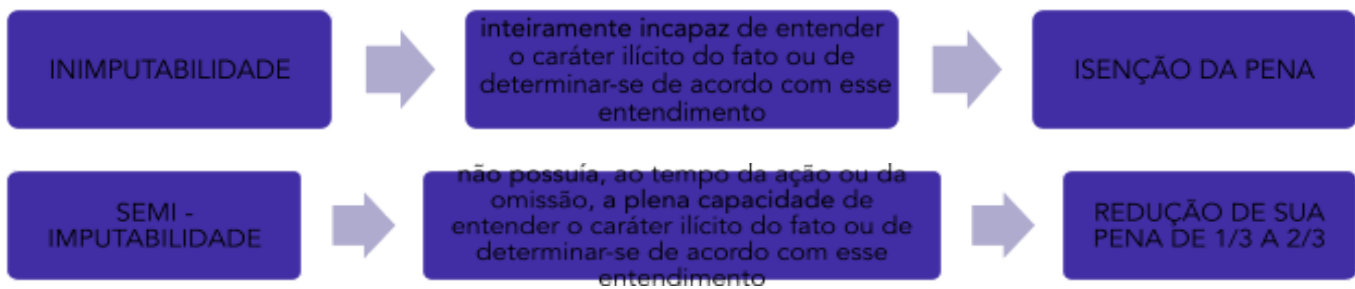 INIMPUTABILIDADE
inteiramente incapaz de entender
o caráter ilícito do fato ou de
determinar-se de acordo com esse
entendimento
ISENÇÃO DA PENA
SEMI -
IMPUTABILIDADE
não possuía, ao tempo da ação ou da
omissão, a plena capacidade de
entender o caráter ilícito do fato ou de
determinar-se de acordo com esse
entendimento
REDUÇÃO DE SUA
PENA DE 1/3 A 2/3